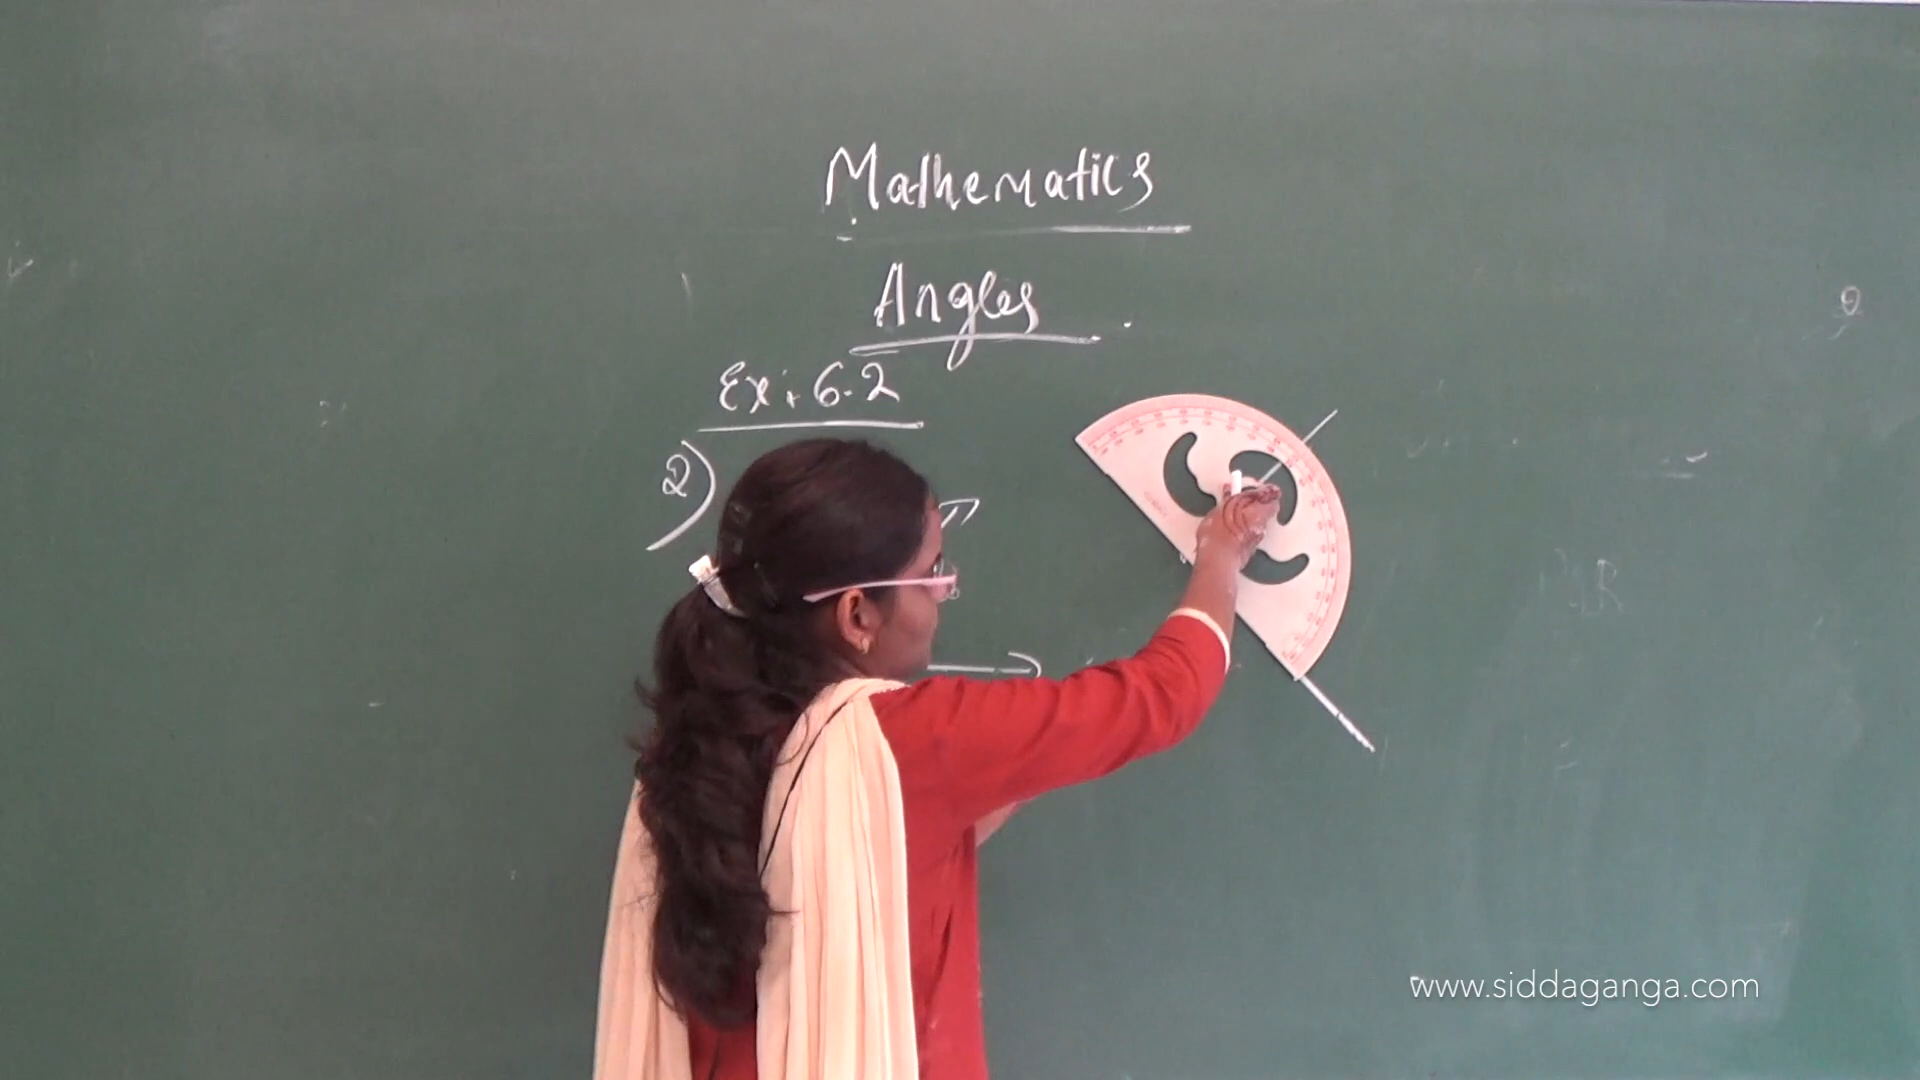 Mathematics
Angles
Ex: 6.2
2)
www.siddaganga.com